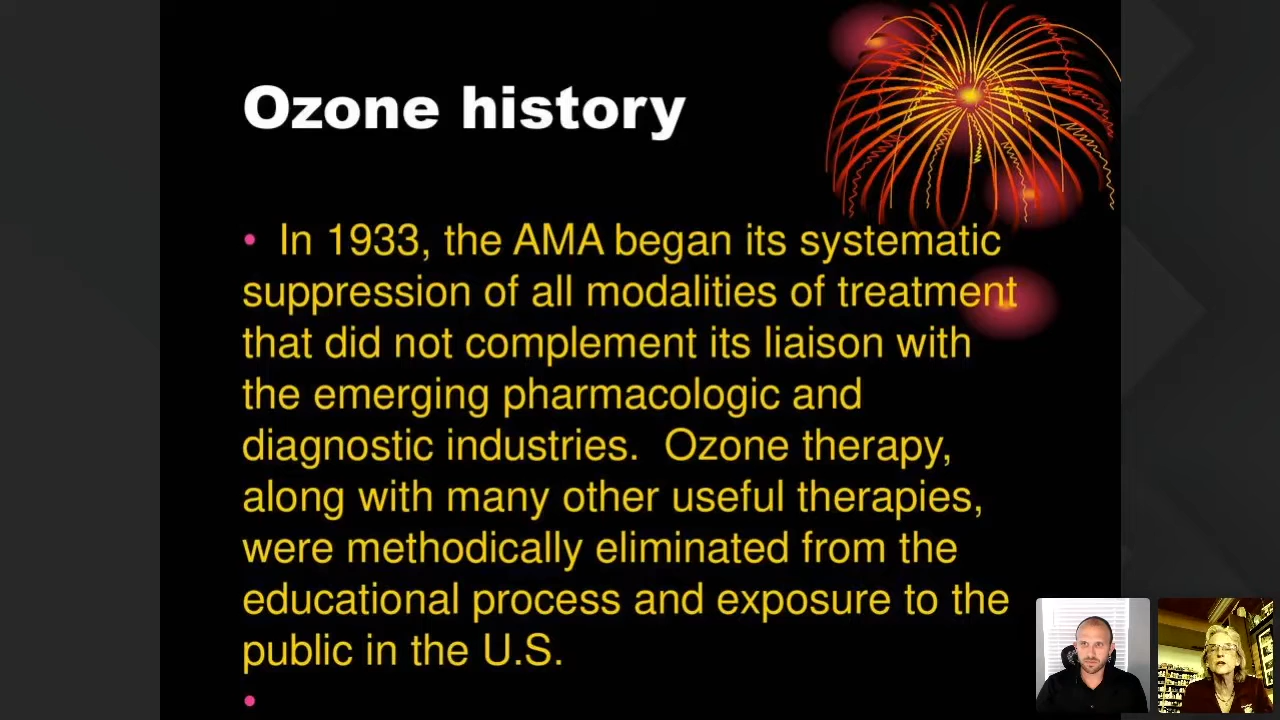 Ozone history
• In 1933, the AMA began its systematic
suppression of all modalities of treatment
that did not complement its liaison with
the emerging pharmacologic and
diagnostic industries.  Ozone therapy,
along with many other useful therapies,
were methodically eliminated from the
educational process and exposure to the
public in the U.S.
•